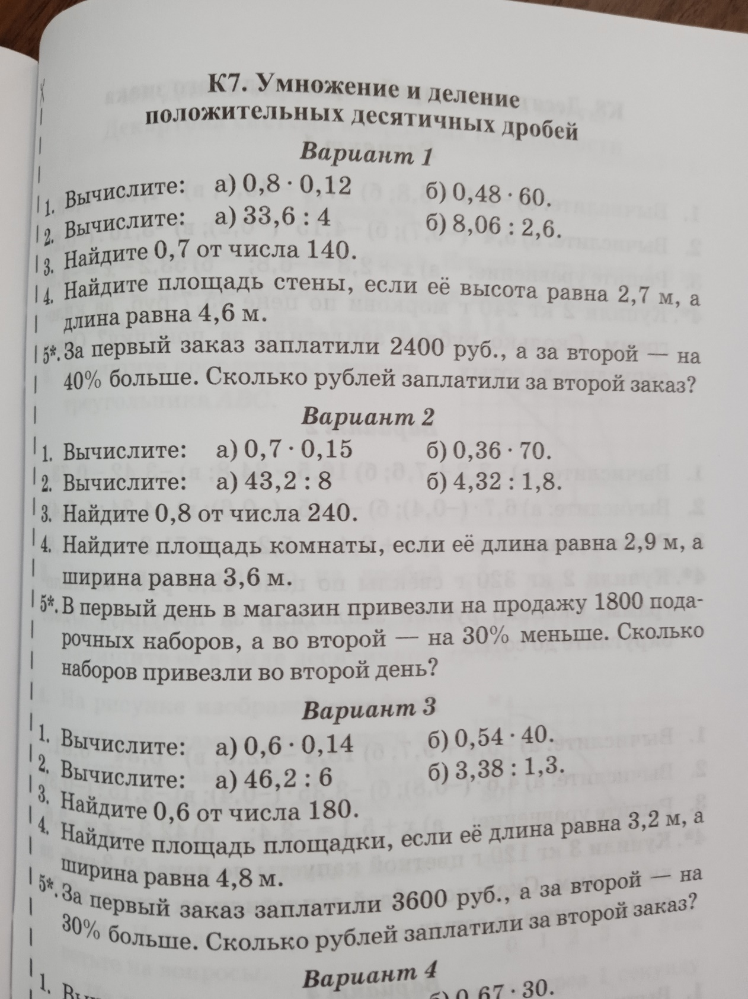 К7. Умножение и деление
положительных десятичных дробей
Вариант 1
1. Вычислите: а) 0,8 · 0,12 б) 0,48 · 60.
2. Вычислите: а) 33,6 : 4 б) 8,06 : 2,6.
3. Найдите 0,7 от числа 140.
4. Найдите площадь стены, если её высота равна 2,7 м, а
длина равна 4,6 м.
5*. За первый заказ заплатили 2400 руб., а за второй — на
40% больше. Сколько рублей заплатили за второй заказ?
Вариант 2
1. Вычислите: а) 0,7 · 0,15 б) 0,36 · 70.
2. Вычислите: а) 43,2 : 8 б) 4,32 : 1,8.
3. Найдите 0,8 от числа 240.
4. Найдите площадь комнаты, если её длина равна 2,9 м, а
ширина равна 3,6 м.
5*. В первый день в магазин привезли на продажу 1800 пода-
рочных наборов, а во второй — на 30% меньше. Сколько
наборов привезли во второй день?
Вариант 3
1. Вычислите: а) 0,6 · 0,14 б) 0,54 · 40.
2. Вычислите: а) 46,2 : 6 б) 3,38 : 1,3.
3. Найдите 0,6 от числа 180.
4. Найдите площадь площадки, если её длина равна 3,2 м, а
ширина равна 4,8 м.
5*. За первый заказ заплатили 3600 руб., а за второй — на
30% больше. Сколько рублей заплатили за второй заказ?
Вариант 4
1. б) 0,67 · 30.